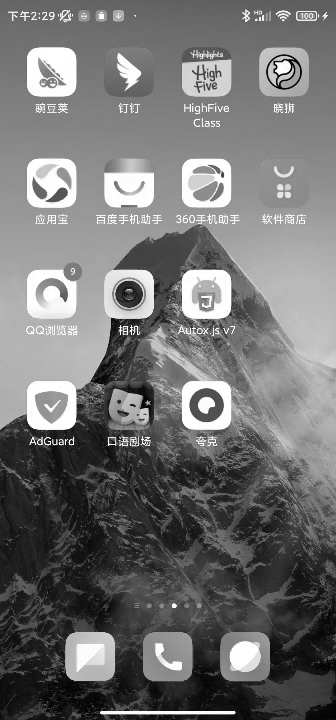 下午2:29
HD
100
豌豆荚
钉钉
Highlights
High
Five
HighFive
Class
晓狮
应用宝
百度手机助手
360手机助手
软件商店
9
QQ浏览器
相机
Autox.js v7
AdGuard
口语剧场
夸克